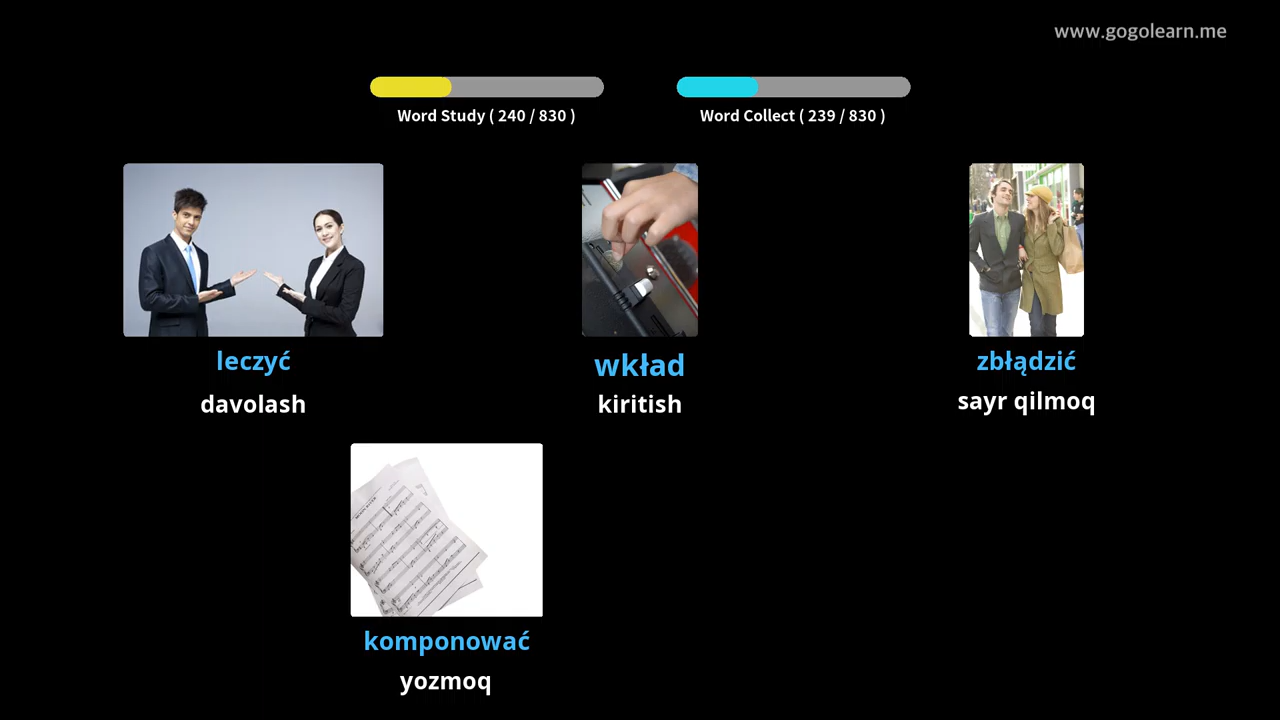 www.gogolearn.me
Word Study ( 240 / 830 )
Word Collect ( 239 / 830 )
leczyć
davolash
wkład
kiritish
zbłądzić
sayr qilmoq
komponować
yozmoq